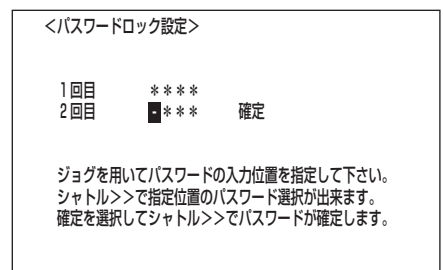 <パスワードロック設定>
1回目 ****
2回目 -*** 確定
ジョグを用いてパスワードの入力位置を指定して下さい。
シャトル>>で指定位置のパスワード選択が出来ます。
確定を選択してシャトル>>でパスワードが確定します。